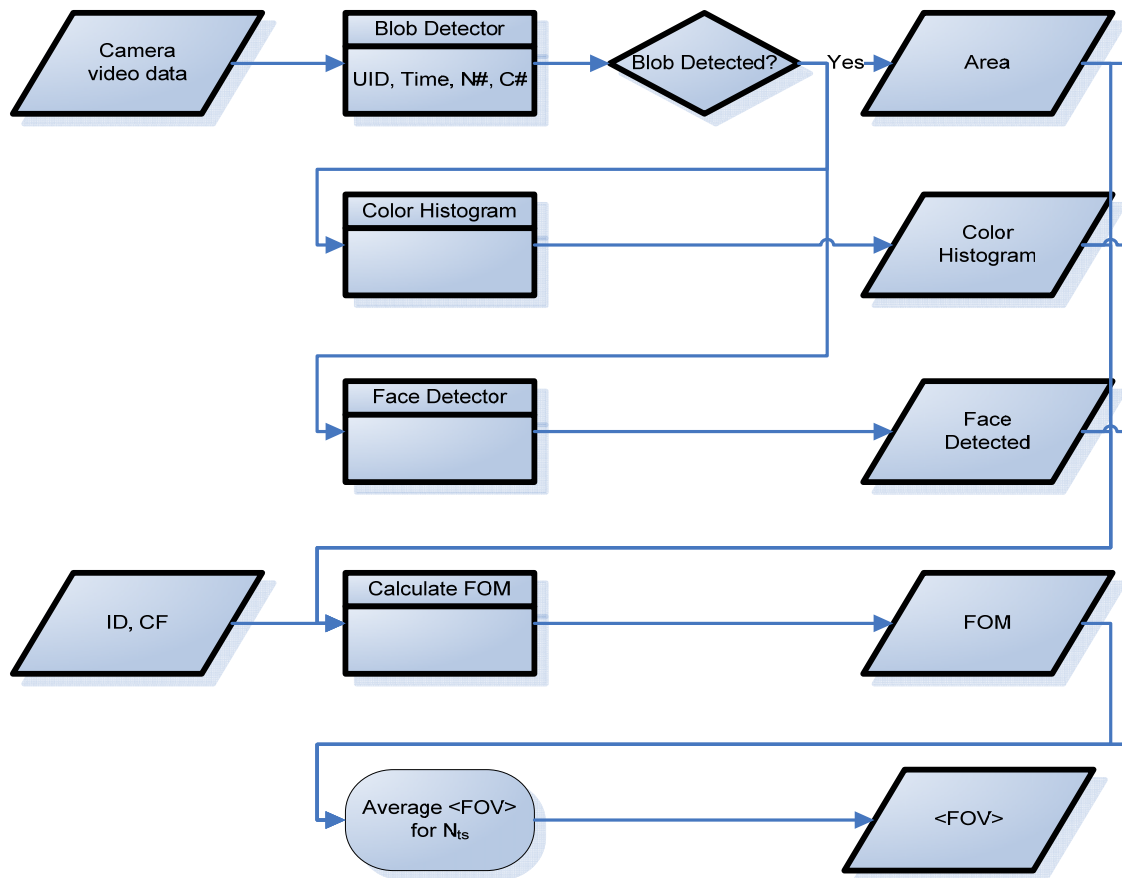 Camera
video data
Blob Detector
UID, Time, N#, C#
Blob Detected?
Yes
Area
Color Histogram
Color
Histogram
Face Detector
Face
Detected
ID, CF
Calculate FOM
FOM
Average <FOV>
for Nts
<FOV>